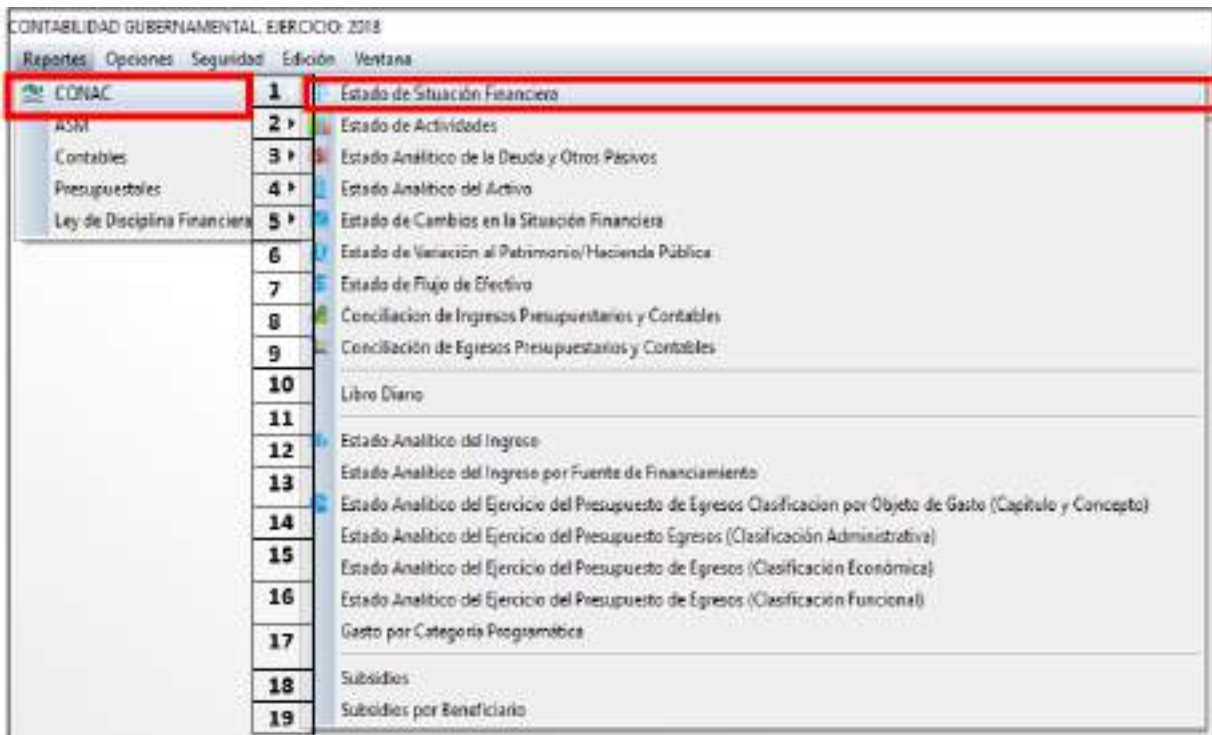 CONTABILIDAD GUBERNAMENTAL. EJERCICIO: 2018
Reportes Opciones Seguridad Edición Ventana
CONAC
ASM
Contables
Presupuestales
Ley de Disciplina Financiera
1 Estado de Situación Financiera
2 Estado de Actividades
3 Estado Análitico de la Deuda y Otros Pásivos
4 Estado Analítico del Activo
5 Estado de Cambios en la Situación Financiera
6 Estado de Variación al Patrimonio/Hacienda Pública
7 Estado de Flujo de Efectivo
8 Conciliacion de Ingresos Presupuestarios y Contables
9 Conciliación de Egresos Presupuestarios y Contables
10 Libro Diario
11
12 Estado Analítico del Ingreso
13 Estado Analítico del Ingreso por Fuente de Financiamiento
Estado Analítico del Ejercicio del Presupuesto de Egresos Clasificacion por Objeto de Gasto (Capitulo y Concepto)
14 Estado Analítico del Ejercicio del Presupuesto Egresos (Clasificación Administrativa)
15 Estado Analítico del Ejercicio del Presupuesto de Egresos (Clasificación Económica)
16 Estado Analítico del Ejercicio del Presupuesto de Egresos (Clasificación Funcional)
17 Gasto por Categoría Programática
18 Subsidios
19 Subsidios por Beneficiario